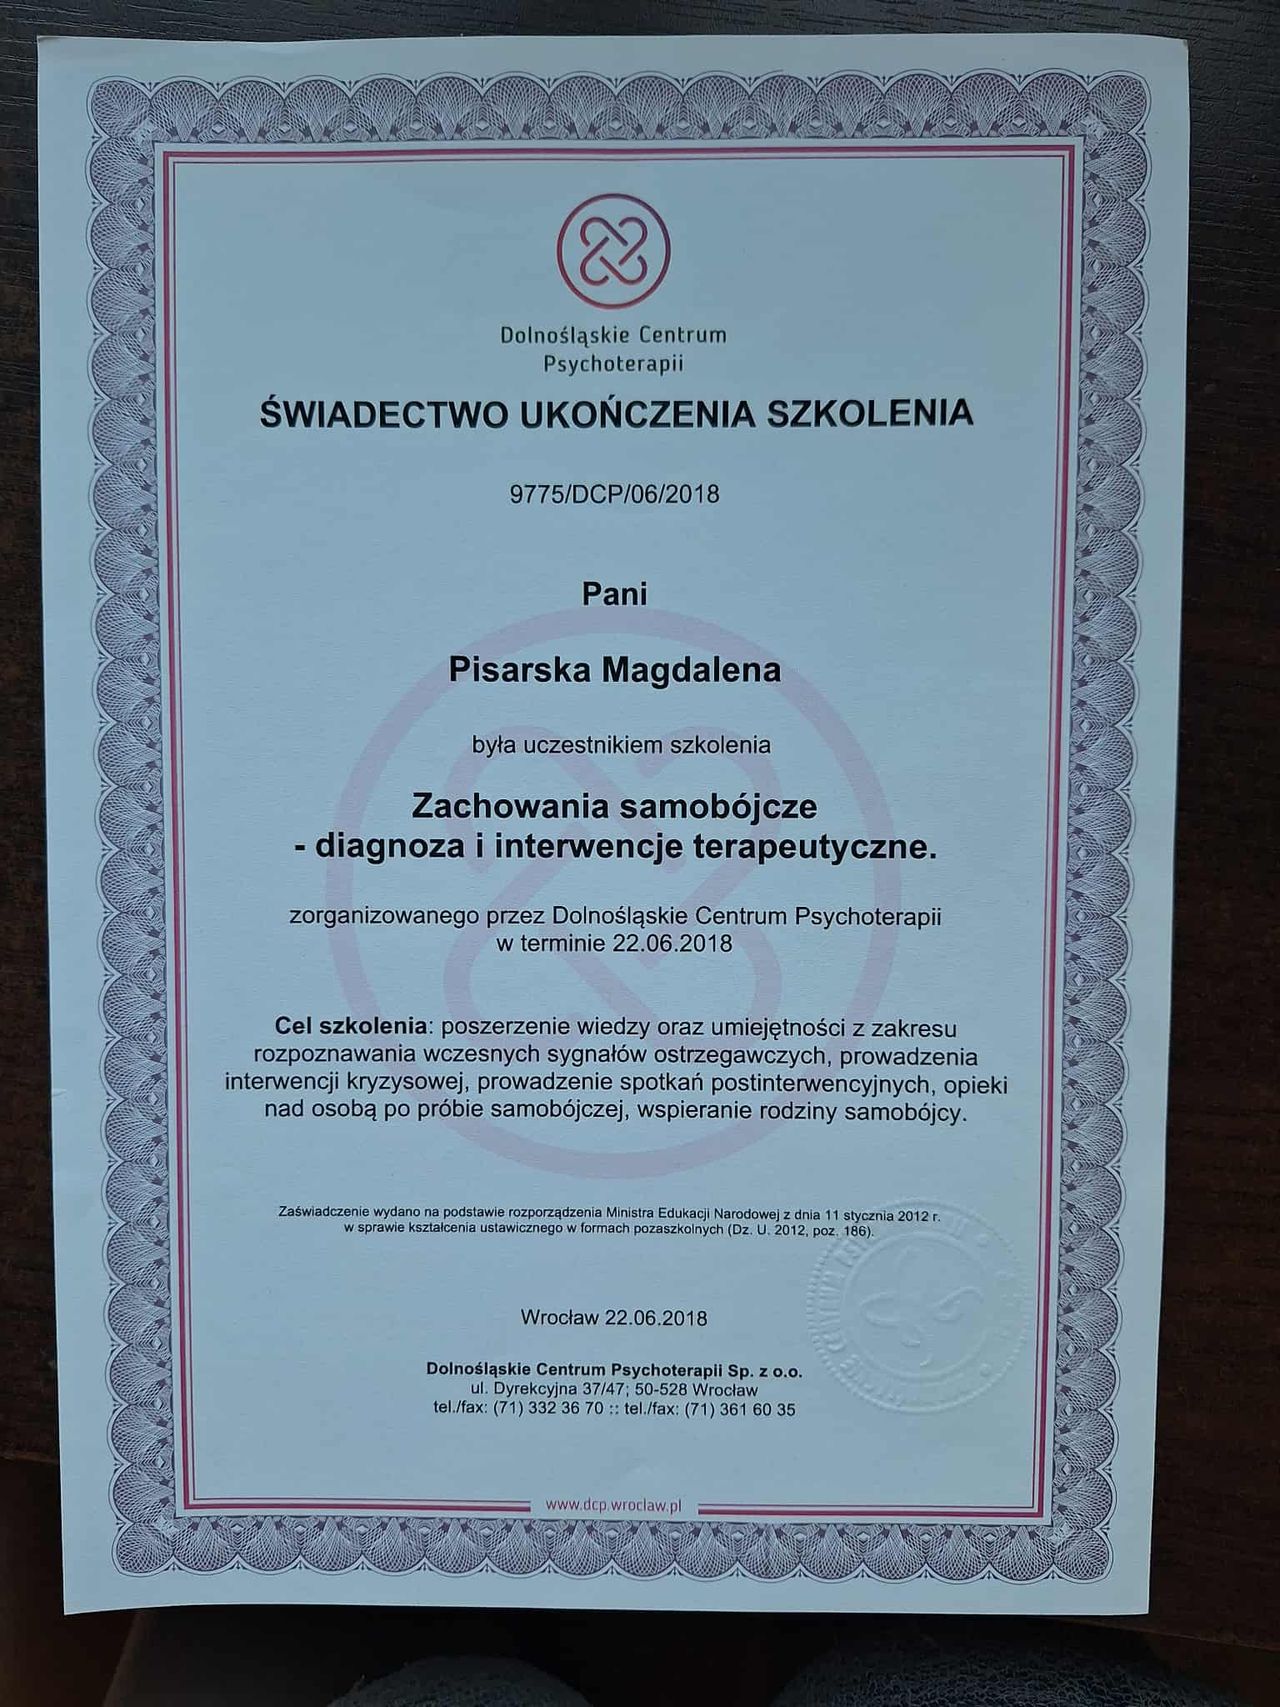 Dolnośląskie Centrum
Psychoterapii
ŚWIADECTWO UKOŃCZENIA SZKOLENIA
9775/DCP/06/2018
Pani
Pisarska Magdalena
była uczestnikiem szkolenia
Zachowania samobójcze
- diagnoza i interwencje terapeutyczne.
zorganizowanego przez Dolnośląskie Centrum Psychoterapii
w terminie 22.06.2018
Cel szkolenia: poszerzenie wiedzy oraz umiejętności z zakresu
rozpoznawania wczesnych sygnałów ostrzegawczych, prowadzenia
interwencji kryzysowej, prowadzenie spotkań postinterwencyjnych, opieki
nad osobą po próbie samobójczej, wspieranie rodziny samobójcy.
Zaświadczenie wydano na podstawie rozporządzenia Ministra Edukacji Narodowej z dnia 11 stycznia 2012 r.
w sprawie kształcenia ustawicznego w formach pozaszkolnych (Dz. U. 2012, poz. 186).
Wrocław 22.06.2018
Dolnośląskie Centrum Psychoterapii Sp. z o.o.
ul. Dyrekcyjna 37/47; 50-528 Wrocław
tel./fax: (71) 332 36 70 :: tel./fax: (71) 361 60 35
www.dcp.wroclaw.pl